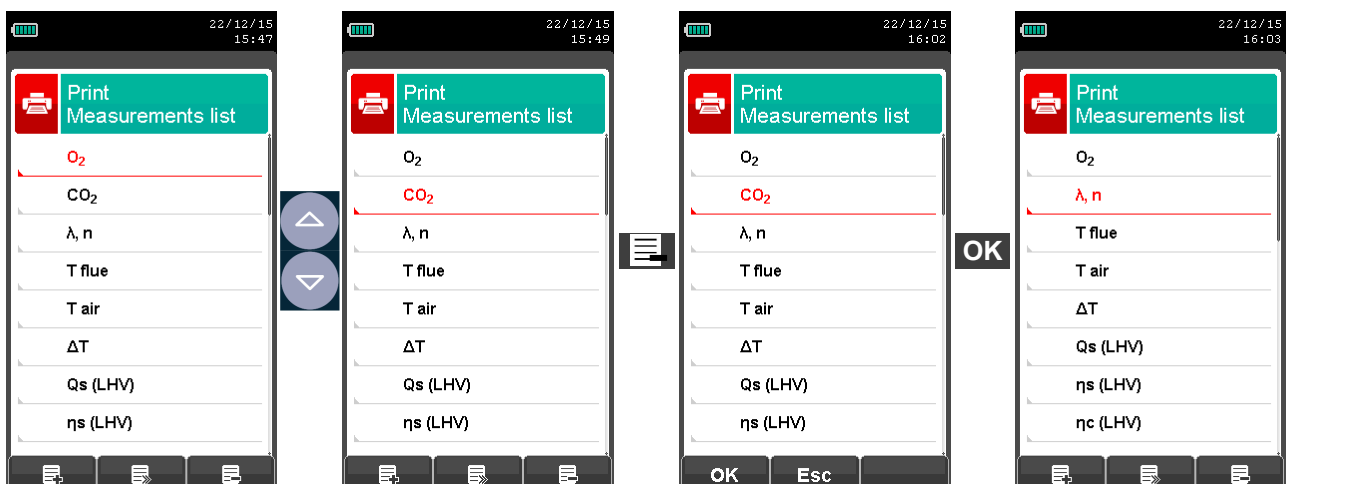 22/12/15
15:47
Print
Measurements list
O₂
CO₂
λ, n
T flue
T air
ΔT
Qs (LHV)
ηs (LHV)
22/12/15
15:49
Print
Measurements list
O₂
CO₂
λ, n
T flue
T air
ΔT
Qs (LHV)
ηs (LHV)
22/12/15
16:02
Print
Measurements list
O₂
CO₂
λ, n
T flue
T air
ΔT
Qs (LHV)
ηs (LHV)
OK Esc
OK
22/12/15
16:03
Print
Measurements list
O₂
λ, n
T flue
T air
ΔT
Qs (LHV)
ηs (LHV)
ηc (LHV)